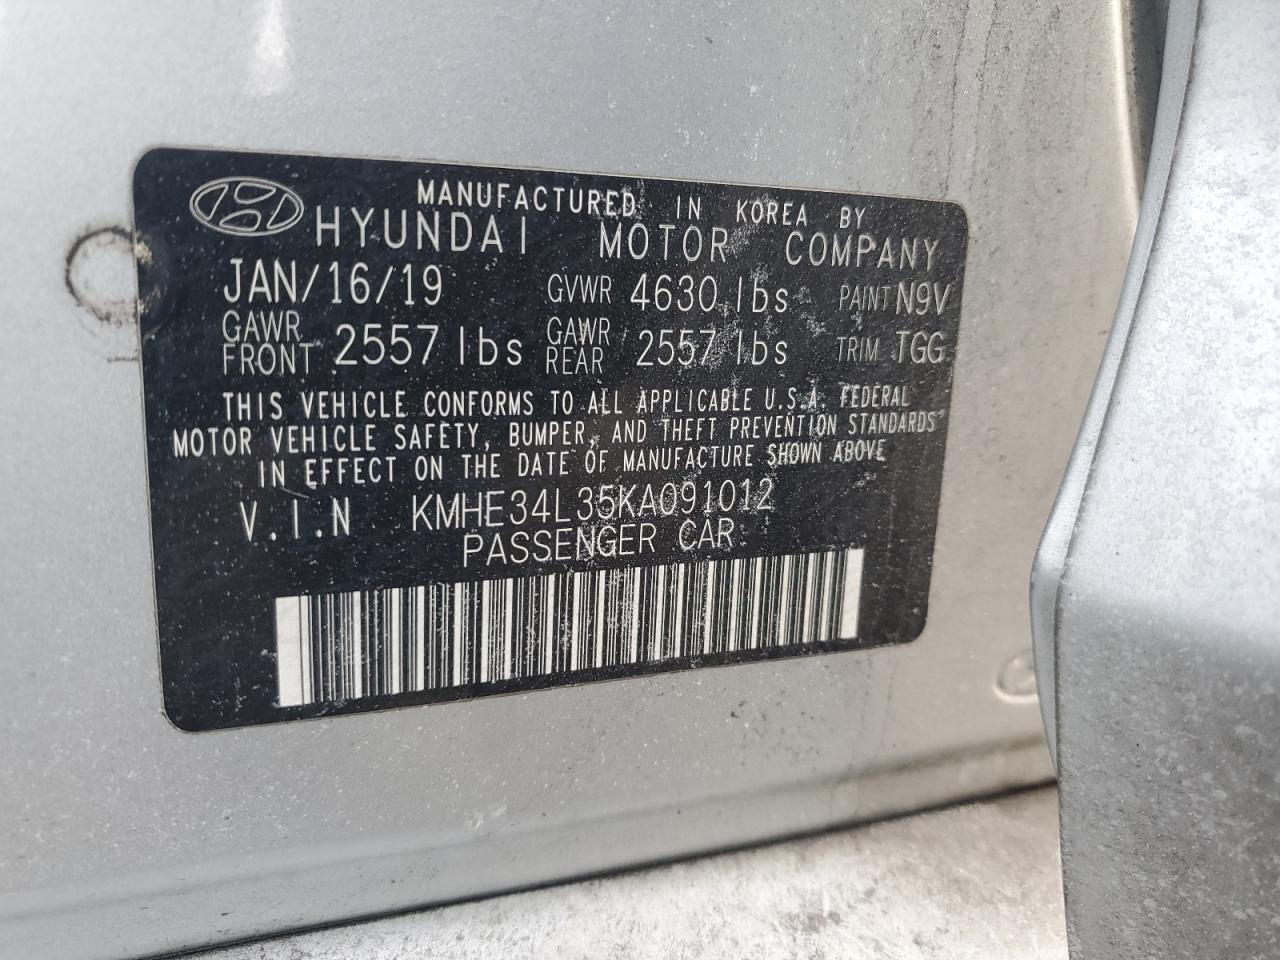 MANUFACTURED IN KOREA BY
HYUNDAI MOTOR COMPANY
JAN/16/19 GVWR 4630 lbs PAINT N9V
GAWR FRONT 2557 lbs GAWR REAR 2557 lbs TRIM TGG
THIS VEHICLE CONFORMS TO ALL APPLICABLE U.S.A. FEDERAL
MOTOR VEHICLE SAFETY, BUMPER, AND THEFT PREVENTION STANDARDS
IN EFFECT ON THE DATE OF MANUFACTURE SHOWN ABOVE
V.I.N KMHE34L35KA091012
PASSENGER CAR